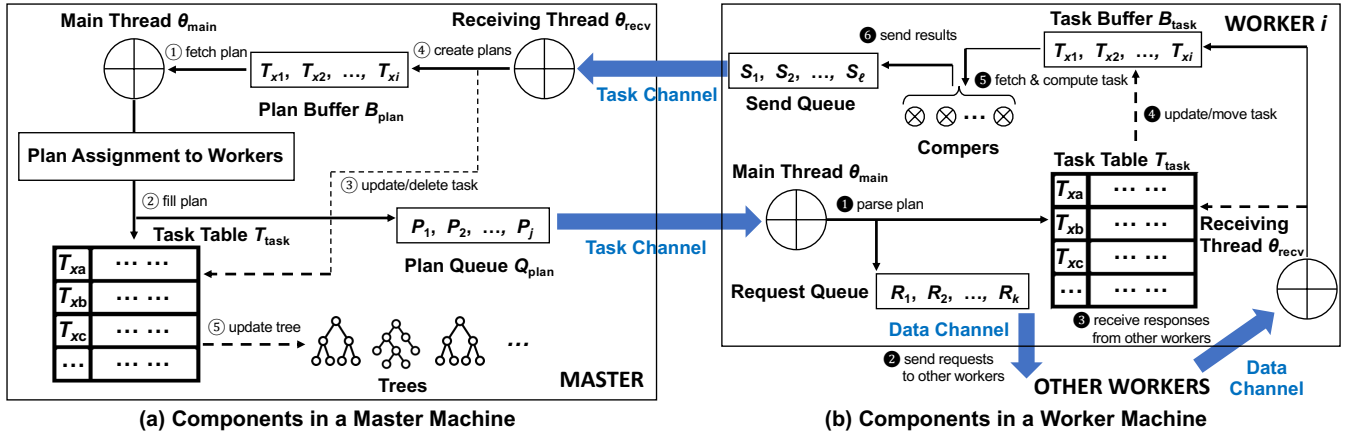 Main Thread θmain
Receiving Thread θrecv
① fetch plan
④ create plans
Tx1, Tx2, ..., Txi
Plan Buffer Bplan
Plan Assignment to Workers
③ update/delete task
② fill plan
Task Table Ttask
P1, P2, ..., Pj
Plan Queue Qplan
Txa ... ...
Txb ... ...
Txc ... ...
... ... ...
⑤ update tree
...
Trees
MASTER
(a) Components in a Master Machine
Task Channel
Task Channel
Task Buffer Btask
WORKER i
❻ send results
Tx1, Tx2, ..., Txi
S1, S2, ..., Sℓ
Send Queue
❺ fetch & compute task
...
Compers
❹ update/move task
Main Thread θmain
Task Table Ttask
❶ parse plan
Txa ... ...
Txb ... ...
Txc ... ...
... ... ...
Receiving
Thread θrecv
Request Queue
R1, R2, ..., Rk
Data Channel
❸ receive responses
from other workers
❷ send requests
to other workers
OTHER WORKERS
Data
Channel
(b) Components in a Worker Machine